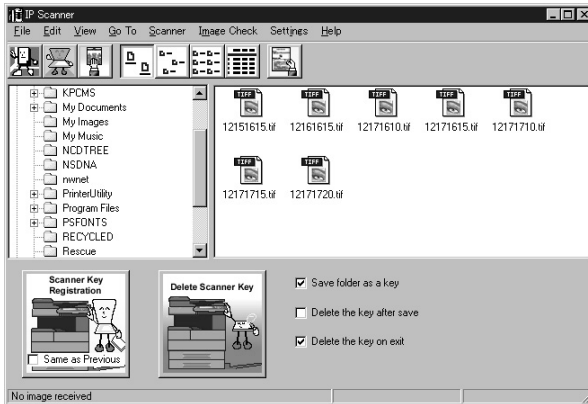 IP Scanner
File Edit View Go To Scanner Image Check Settings Help
KPCMS
My Documents
My Images
My Music
NCDTREE
NSDNA
nwnet
PrinterUtility
Program Files
PSFONTS
RECYCLED
Rescue
TIFF TIFF TIFF TIFF TIFF
12151615.tif 12161615.tif 12171610.tif 12171615.tif 12171710.tif
TIFF TIFF
12171715.tif 12171720.tif
Scanner Key
Registration
Same as Previous
Delete Scanner Key
Save folder as a key
Delete the key after save
Delete the key on exit
No image received